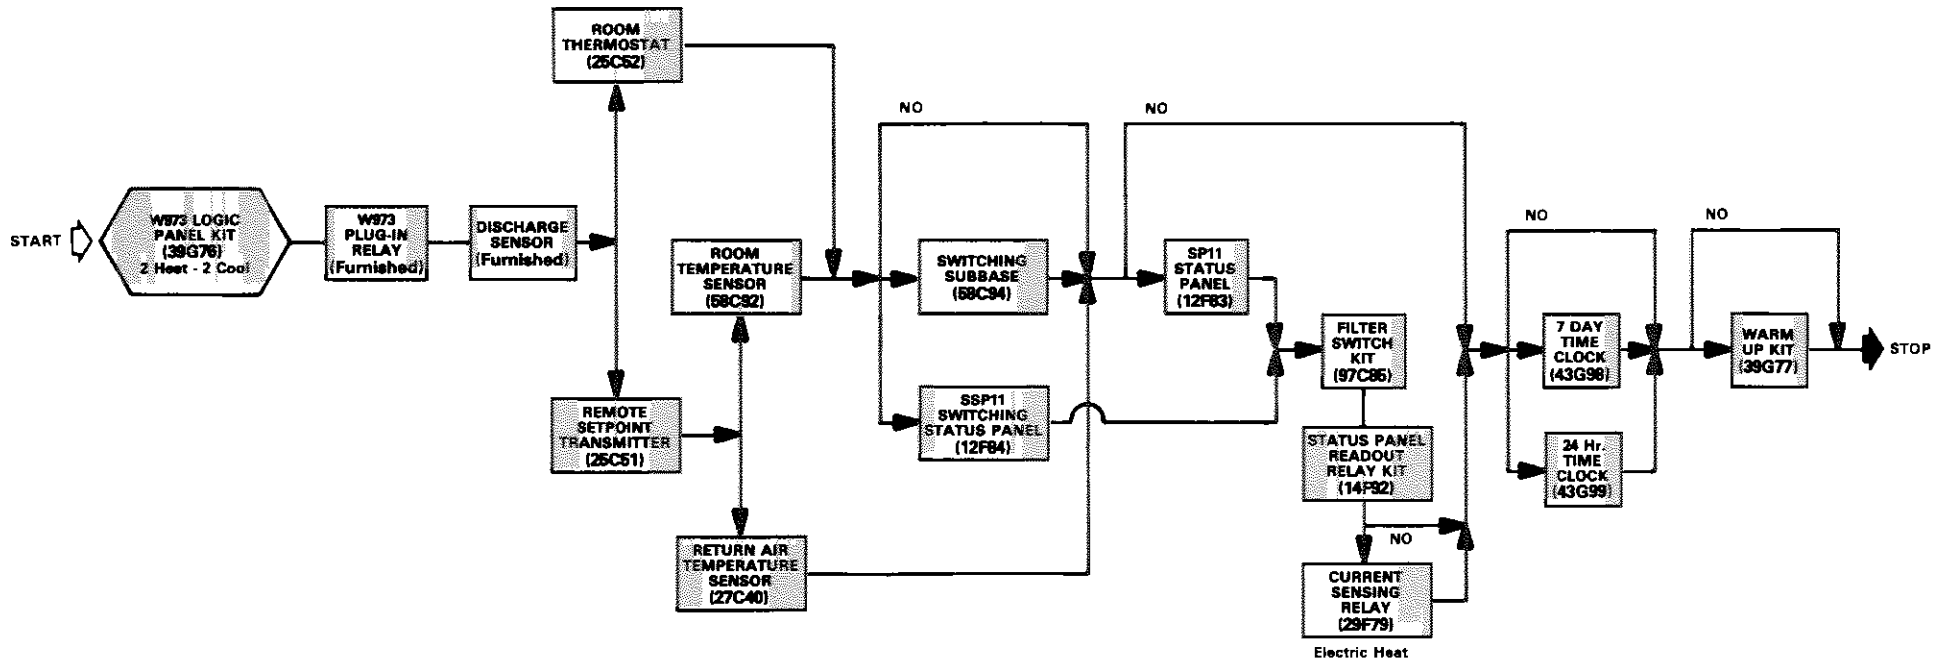 ROOM
THERMOSTAT
(25C52)
NO
NO
START
W973 LOGIC
PANEL KIT
(39G76)
2 Heat - 2 Cool
W973
PLUG-IN
RELAY
(Furnished)
DISCHARGE
SENSOR
(Furnished)
ROOM
TEMPERATURE
SENSOR
(58C92)
SWITCHING
SUBBASE
(58C94)
SP11
STATUS
PANEL
(12F83)
NO
NO
FILTER
SWITCH
KIT
(97C85)
7 DAY
TIME
CLOCK
(43G98)
WARM
UP KIT
(39G77)
STOP
REMOTE
SETPOINT
TRANSMITTER
(25C51)
SSP11
SWITCHING
STATUS PANEL
(12F84)
STATUS PANEL
READOUT
RELAY KIT
(14F92)
24 Hr.
TIME
CLOCK
(43G99)
RETURN AIR
TEMPERATURE
SENSOR
(27C40)
NO
CURRENT
SENSING
RELAY
(29F79)
Electric Heat